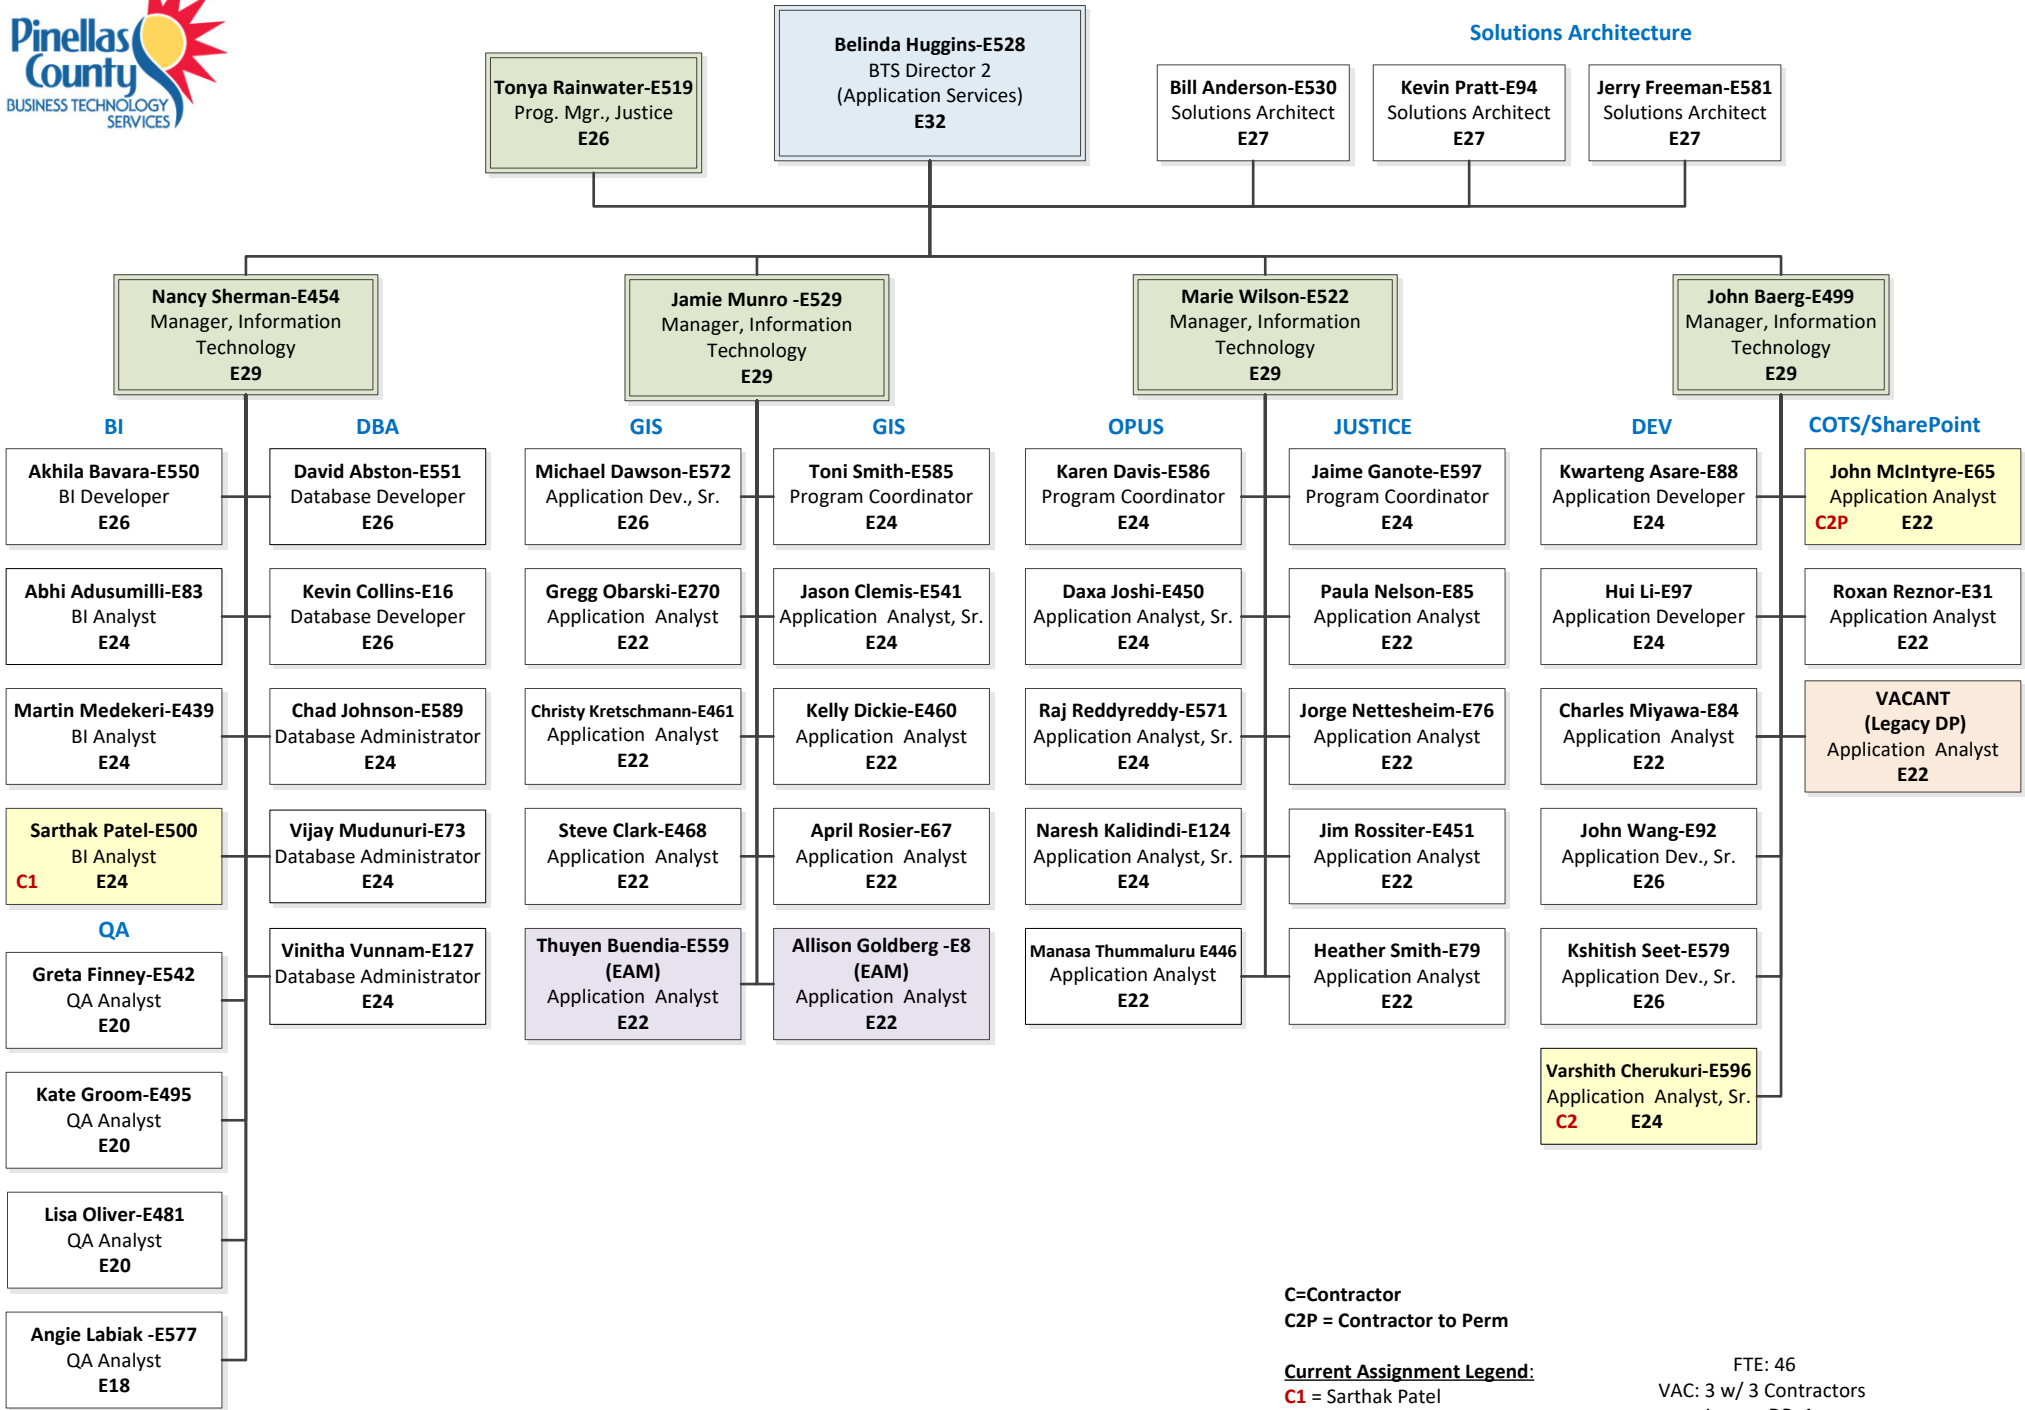 Pinellas
County
BUSINESS TECHNOLOGY
SERVICES
Tonya Rainwater-E519
Prog. Mgr., Justice
E26
Belinda Huggins-E528
BTS Director 2
(Application Services)
E32
Solutions Architecture
Bill Anderson-E530
Solutions Architect
E27
Kevin Pratt-E94
Solutions Architect
E27
Jerry Freeman-E581
Solutions Architect
E27
Nancy Sherman-E454
Manager, Information
Technology
E29
Jamie Munro -E529
Manager, Information
Technology
E29
Marie Wilson-E522
Manager, Information
Technology
E29
John Baerg-E499
Manager, Information
Technology
E29
BI
Akhila Bavara-E550
BI Developer
E26
Abhi Adusumilli-E83
BI Analyst
E24
Martin Medekeri-E439
BI Analyst
E24
Sarthak Patel-E500
BI Analyst
C1 E24
QA
Greta Finney-E542
QA Analyst
E20
Kate Groom-E495
QA Analyst
E20
Lisa Oliver-E481
QA Analyst
E20
Angie Labiak -E577
QA Analyst
E18
DBA
David Abston-E551
Database Developer
E26
Kevin Collins-E16
Database Developer
E26
Chad Johnson-E589
Database Administrator
E24
Vijay Mudunuri-E73
Database Administrator
E24
Vinitha Vunnam-E127
Database Administrator
E24
GIS
Michael Dawson-E572
Application Dev., Sr.
E26
Gregg Obarski-E270
Application Analyst
E22
Christy Kretschmann-E461
Application Analyst
E22
Steve Clark-E468
Application Analyst
E22
Thuyen Buendia-E559
(EAM)
Application Analyst
E22
GIS
Toni Smith-E585
Program Coordinator
E24
Jason Clemis-E541
Application Analyst, Sr.
E24
Kelly Dickie-E460
Application Analyst
E22
April Rosier-E67
Application Analyst
E22
Allison Goldberg -E8
(EAM)
Application Analyst
E22
OPUS
Karen Davis-E586
Program Coordinator
E24
Daxa Joshi-E450
Application Analyst, Sr.
E24
Raj Reddyreddy-E571
Application Analyst, Sr.
E24
Naresh Kalidindi-E124
Application Analyst, Sr.
E24
Manasa Thummaluru E446
Application Analyst
E22
JUSTICE
Jaime Ganote-E597
Program Coordinator
E24
Paula Nelson-E85
Application Analyst
E22
Jorge Nettesheim-E76
Application Analyst
E22
Jim Rossiter-E451
Application Analyst
E22
Heather Smith-E79
Application Analyst
E22
DEV
Kwarteng Asare-E88
Application Developer
E24
Hui Li-E97
Application Developer
E24
Charles Miyawa-E84
Application Analyst
E22
John Wang-E92
Application Dev., Sr.
E26
Kshitish Seet-E579
Application Dev., Sr.
E26
Varshith Cherukuri-E596
Application Analyst, Sr.
C2 E24
COTS/SharePoint
John McIntyre-E65
Application Analyst
C2P E22
Roxan Reznor-E31
Application Analyst
E22
VACANT
(Legacy DP)
Application Analyst
E22
C=Contractor
C2P = Contractor to Perm
Current Assignment Legend:
C1 = Sarthak Patel
FTE: 46
VAC: 3 w/ 3 Contractors